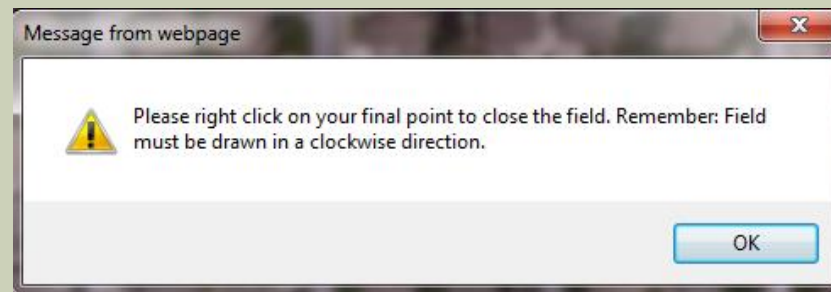 Message from webpage
Please right click on your final point to close the field. Remember: Field
must be drawn in a clockwise direction.
OK